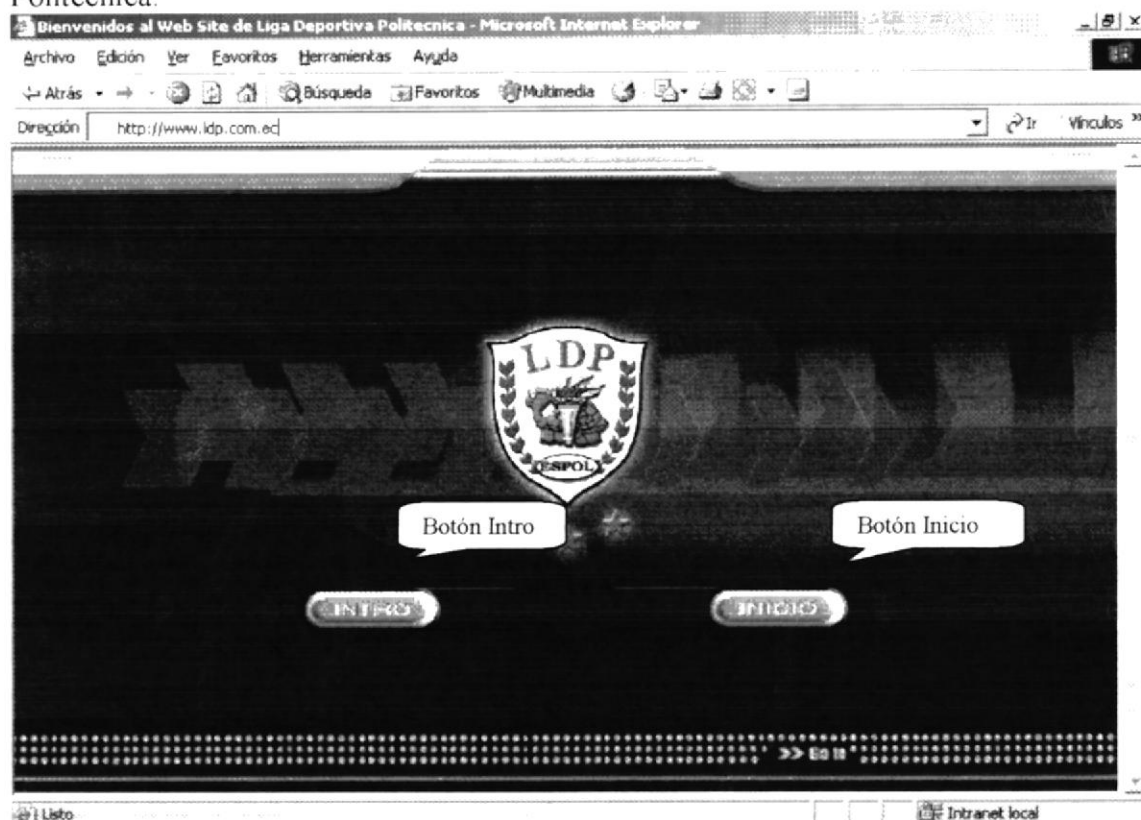 Politecnica.
Bienvenidos al Web Site de Liga Deportiva Politecnica - Microsoft Internet Explorer
Archivo Edición Ver Favoritos Herramientas Ayuda
Atrás Búsqueda Favoritos Multimedia
Dirección http://www.ldp.com.ec Ir Vínculos »
LDP
ESPOL
Botón Intro Botón Inicio
INTRO INICIO
>>
Listo Intranet local